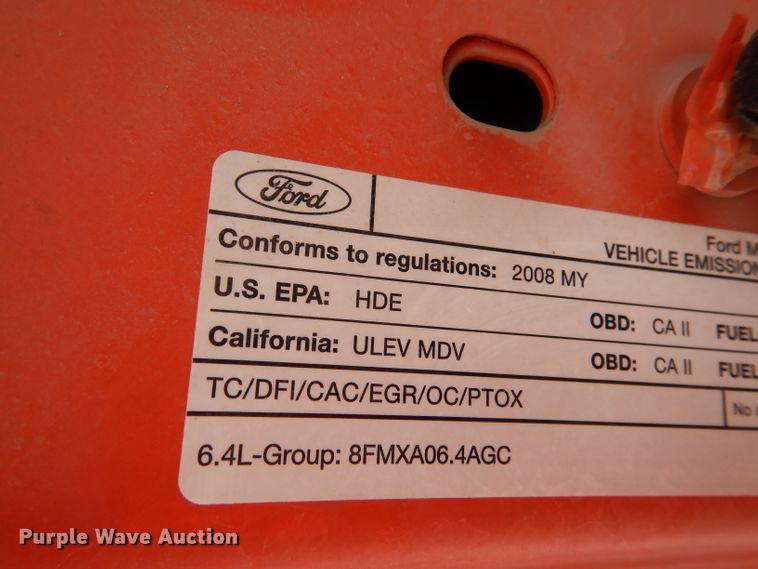 Ford
Ford
VEHICLE EMISSION
Conforms to regulations: 2008 MY
U.S. EPA: HDE OBD: CA II FUEL
California: ULEV MDV OBD: CA II FUEL
TC/DFI/CAC/EGR/OC/PTOX No
6.4L-Group: 8FMXA06.4AGC
Purple Wave Auction